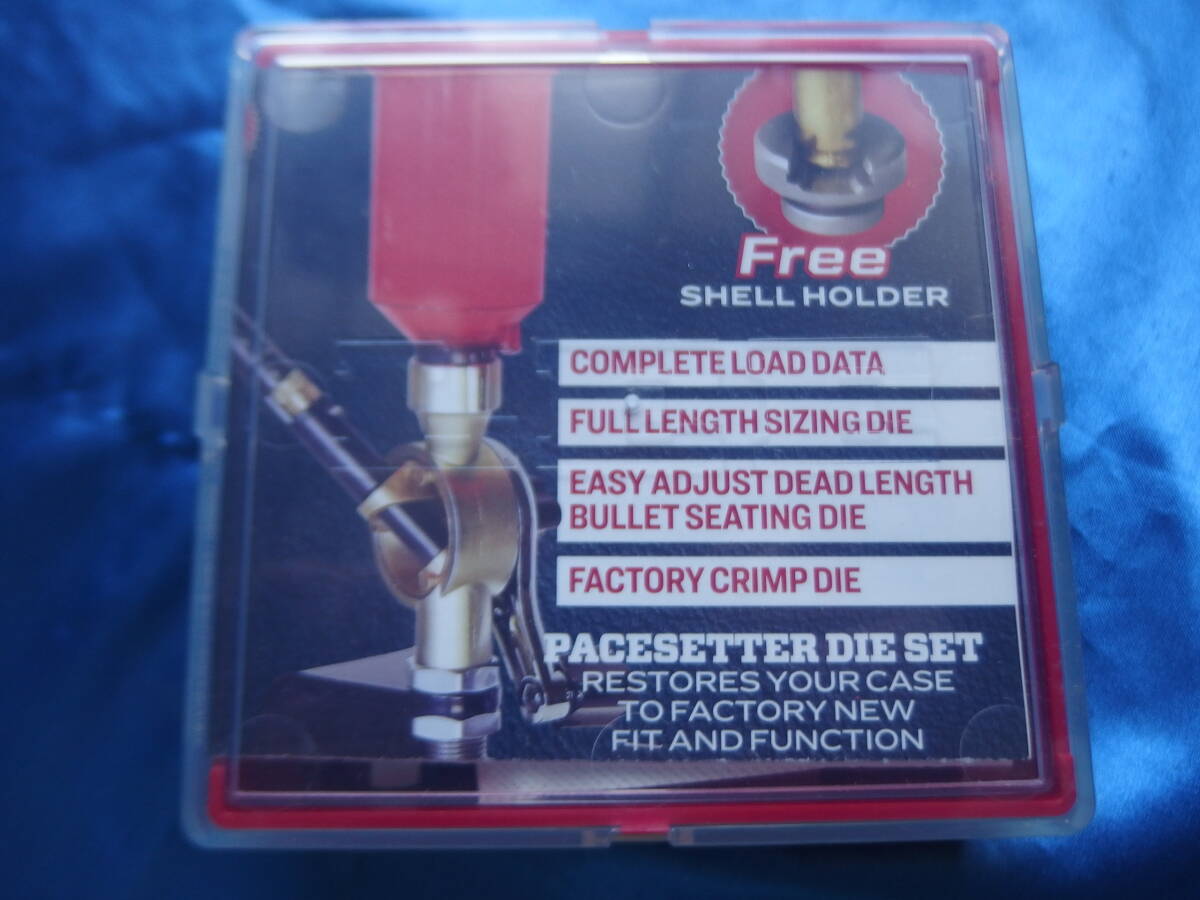 Free
SHELL HOLDER
COMPLETE LOAD DATA
FULL LENGTH SIZING DIE
EASY ADJUST DEAD LENGTH
BULLET SEATING DIE
FACTORY CRIMP DIE
PACESETTER DIE SET
RESTORES YOUR CASE
TO FACTORY NEW
FIT AND FUNCTION